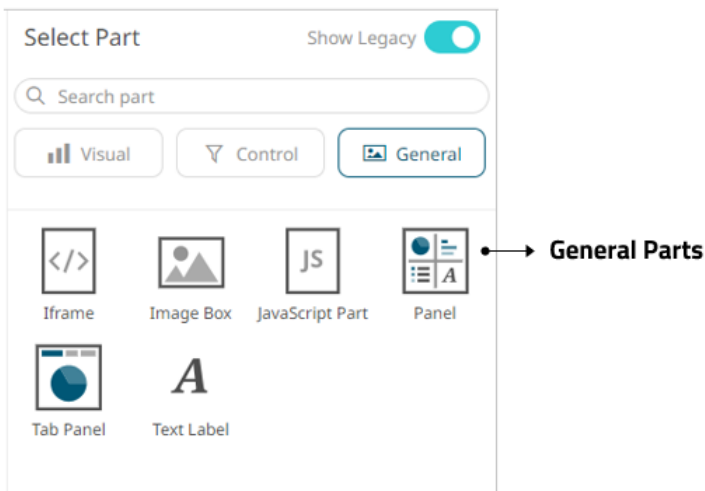 Select Part
Show Legacy
Search part
Visual
Control
General
</>
JS
A
General Parts
Iframe
Image Box
JavaScript Part
Panel
A
Tab Panel
Text Label